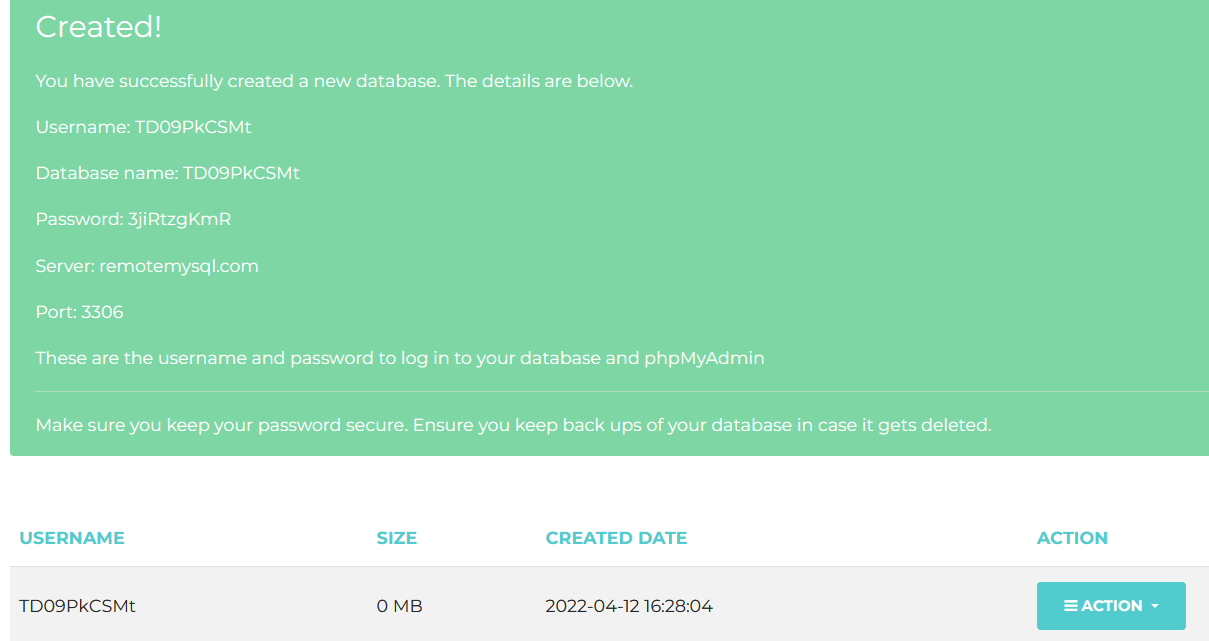 Created!
You have successfully created a new database. The details are below.
Username: TD09PkCSMt
Database name: TD09PkCSMt
Password: 3jiRtzgKmR
Server: remotemysql.com
Port: 3306
These are the username and password to log in to your database and phpMyAdmin
Make sure you keep your password secure. Ensure you keep back ups of your database in case it gets deleted.
USERNAME SIZE CREATED DATE ACTION
TD09PkCSMt 0 MB 2022-04-12 16:28:04 ACTION